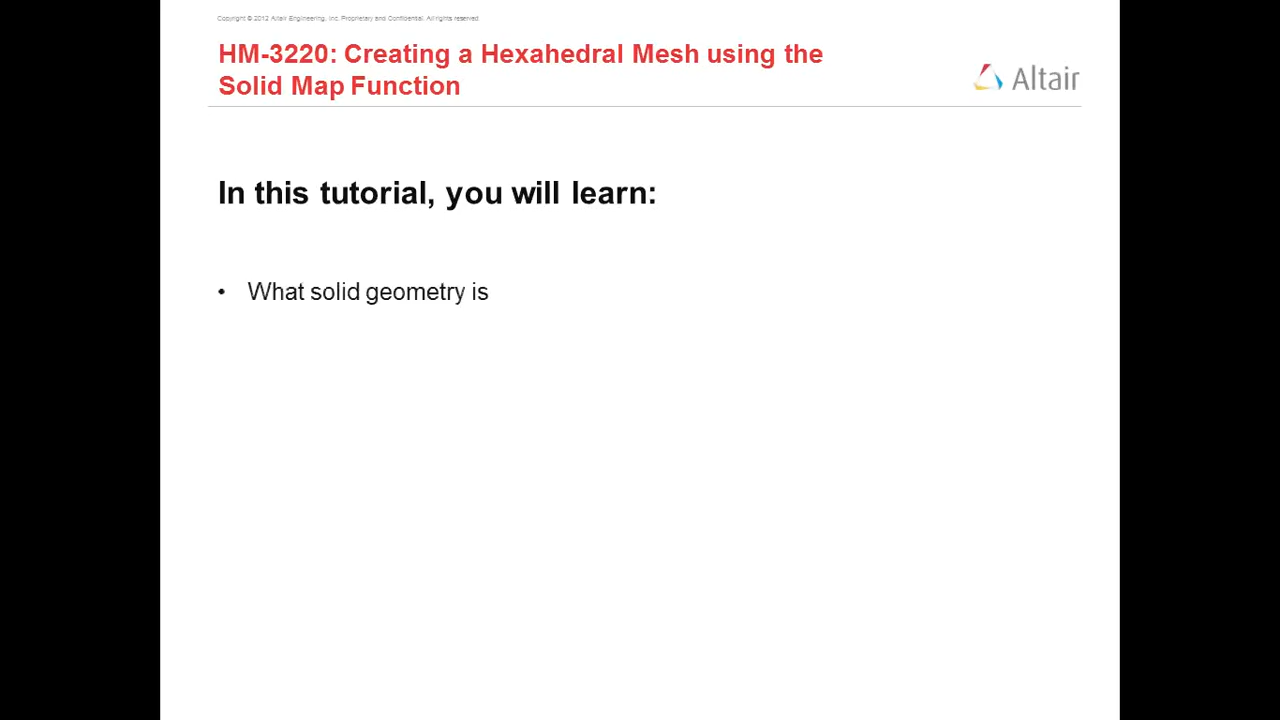 Copyright © 2012 Altair Engineering, Inc. Proprietary and Confidential. All rights reserved.
HM-3220: Creating a Hexahedral Mesh using the
Solid Map Function
Altair
In this tutorial, you will learn:
• What solid geometry is